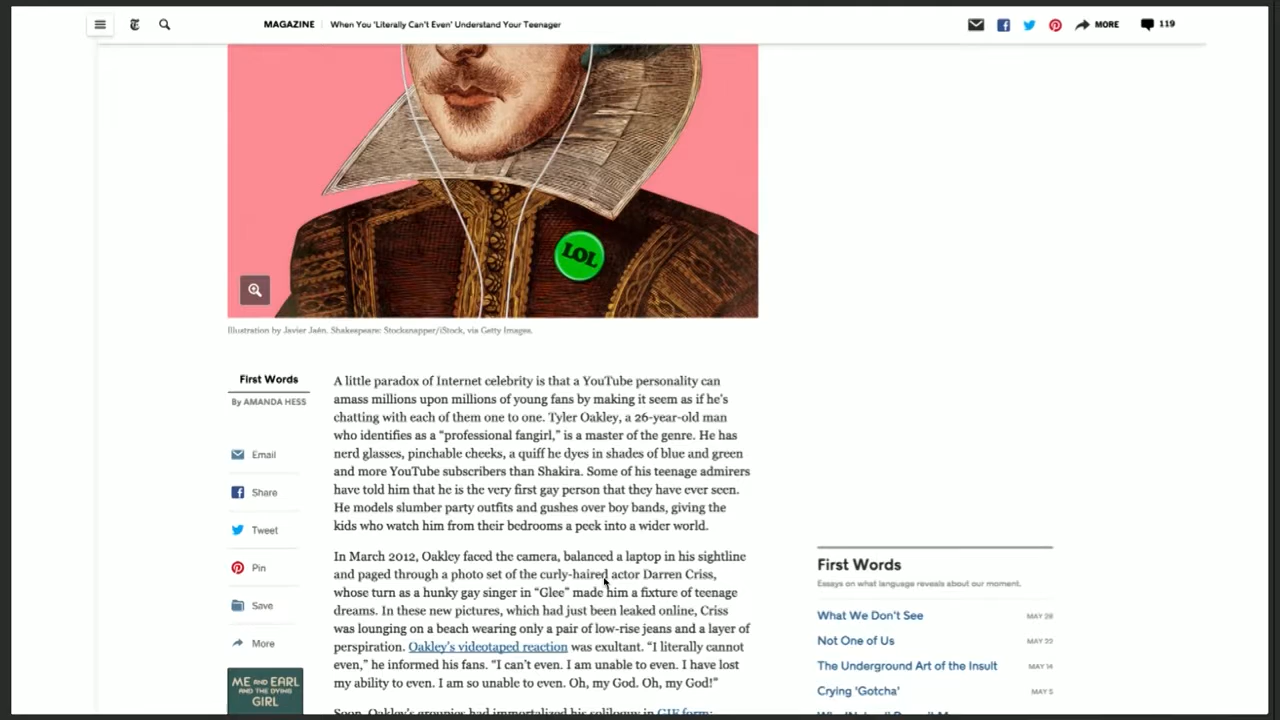 MAGAZINE When You 'Literally Can't Even' Understand Your Teenager
MORE
119
LOL
Illustration by Javier Jaén. Shakespeare: Stocksnapper/iStock, via Getty Images.
First Words
By AMANDA HESS
Email
Share
Tweet
Pin
Save
More
ME AND EARL
AND THE DYING
GIRL
A little paradox of Internet celebrity is that a YouTube personality can
amass millions upon millions of young fans by making it seem as if he's
chatting with each of them one to one. Tyler Oakley, a 26-year-old man
who identifies as a “professional fangirl,” is a master of the genre. He has
nerd glasses, pinchable cheeks, a quiff he dyes in shades of blue and green
and more YouTube subscribers than Shakira. Some of his teenage admirers
have told him that he is the very first gay person that they have ever seen.
He models slumber party outfits and gushes over boy bands, giving the
kids who watch him from their bedrooms a peek into a wider world.
In March 2012, Oakley faced the camera, balanced a laptop in his sightline
and paged through a photo set of the curly-haired actor Darren Criss,
whose turn as a hunky gay singer in “Glee” made him a fixture of teenage
dreams. In these new pictures, which had just been leaked online, Criss
was lounging on a beach wearing only a pair of low-rise jeans and a layer of
perspiration. Oakley's videotaped reaction was exultant. “I literally cannot
even,” he informed his fans. “I can't even. I am unable to even. I have lost
my ability to even. I am so unable to even. Oh, my God. Oh, my God!”
Soon, Oakley's groupies had immortalized his soliloquy in GIF form:
First Words
Essays on what language reveals about our moment.
What We Don't See MAY 28
Not One of Us MAY 20
The Underground Art of the Insult MAY 14
Crying 'Gotcha' MAY 5